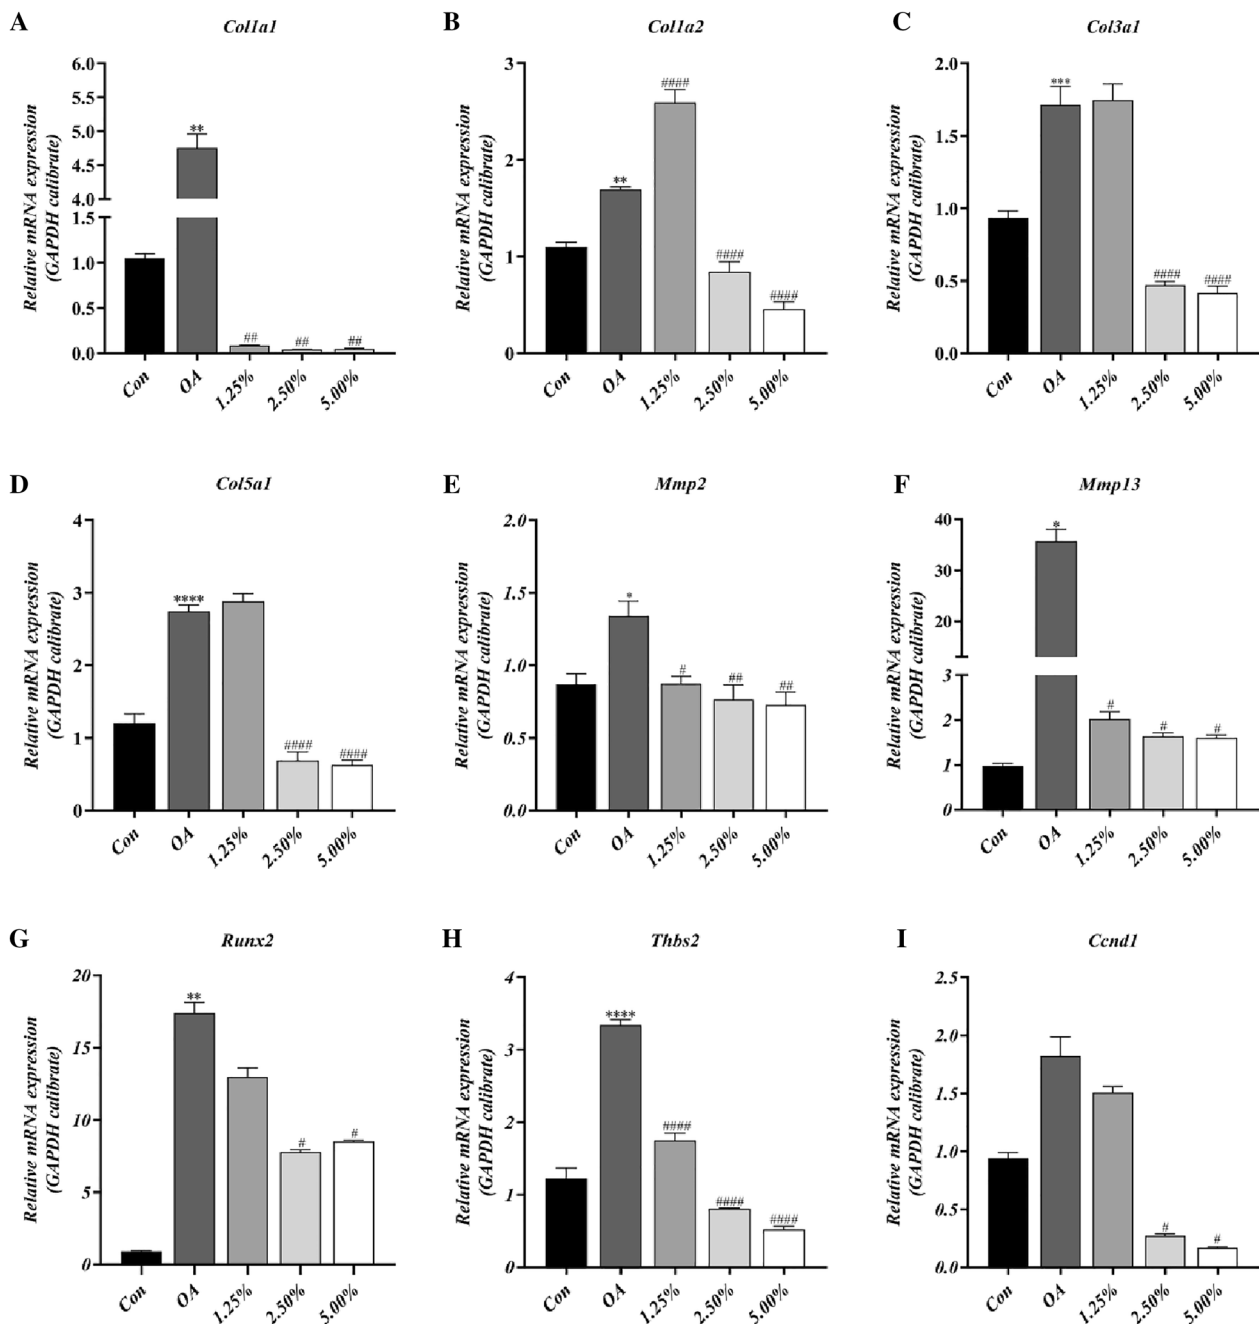 A
Col1a1
Relative mRNA expression
(GAPDH calibrate)
6.0
5.5
5.0
4.5
4.0
1.5
1.0
0.5
0.0
**
##
##
##
Con
OA
1.25%
2.50%
5.00%
B
Col1a2
Relative mRNA expression
(GAPDH calibrate)
3
2
1
0
**
####
####
####
Con
OA
1.25%
2.50%
5.00%
C
Col3a1
Relative mRNA expression
(GAPDH calibrate)
2.0
1.5
1.0
0.5
0.0
***
####
####
Con
OA
1.25%
2.50%
5.00%
D
Col5a1
Relative mRNA expression
(GAPDH calibrate)
4
3
2
1
0
****
####
####
Con
OA
1.25%
2.50%
5.00%
E
Mmp2
Relative mRNA expression
(GAPDH calibrate)
2.0
1.5
1.0
0.5
0.0
*
#
##
##
Con
OA
1.25%
2.50%
5.00%
F
Mmp13
Relative mRNA expression
(GAPDH calibrate)
40
30
20
3
2
1
0
*
#
#
#
Con
OA
1.25%
2.50%
5.00%
G
Runx2
Relative mRNA expression
(GAPDH calibrate)
20
15
10
5
0
**
#
#
Con
OA
1.25%
2.50%
5.00%
H
Thbs2
Relative mRNA expression
(GAPDH calibrate)
4
3
2
1
0
****
####
####
####
Con
OA
1.25%
2.50%
5.00%
I
Ccnd1
Relative mRNA expression
(GAPDH calibrate)
2.5
2.0
1.5
1.0
0.5
0.0
#
#
Con
OA
1.25%
2.50%
5.00%